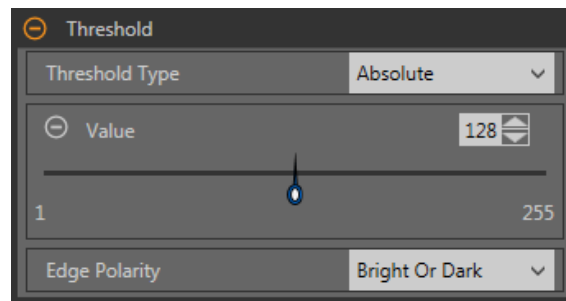 Threshold
Threshold Type Absolute
Value 128
1 255
Edge Polarity Bright Or Dark